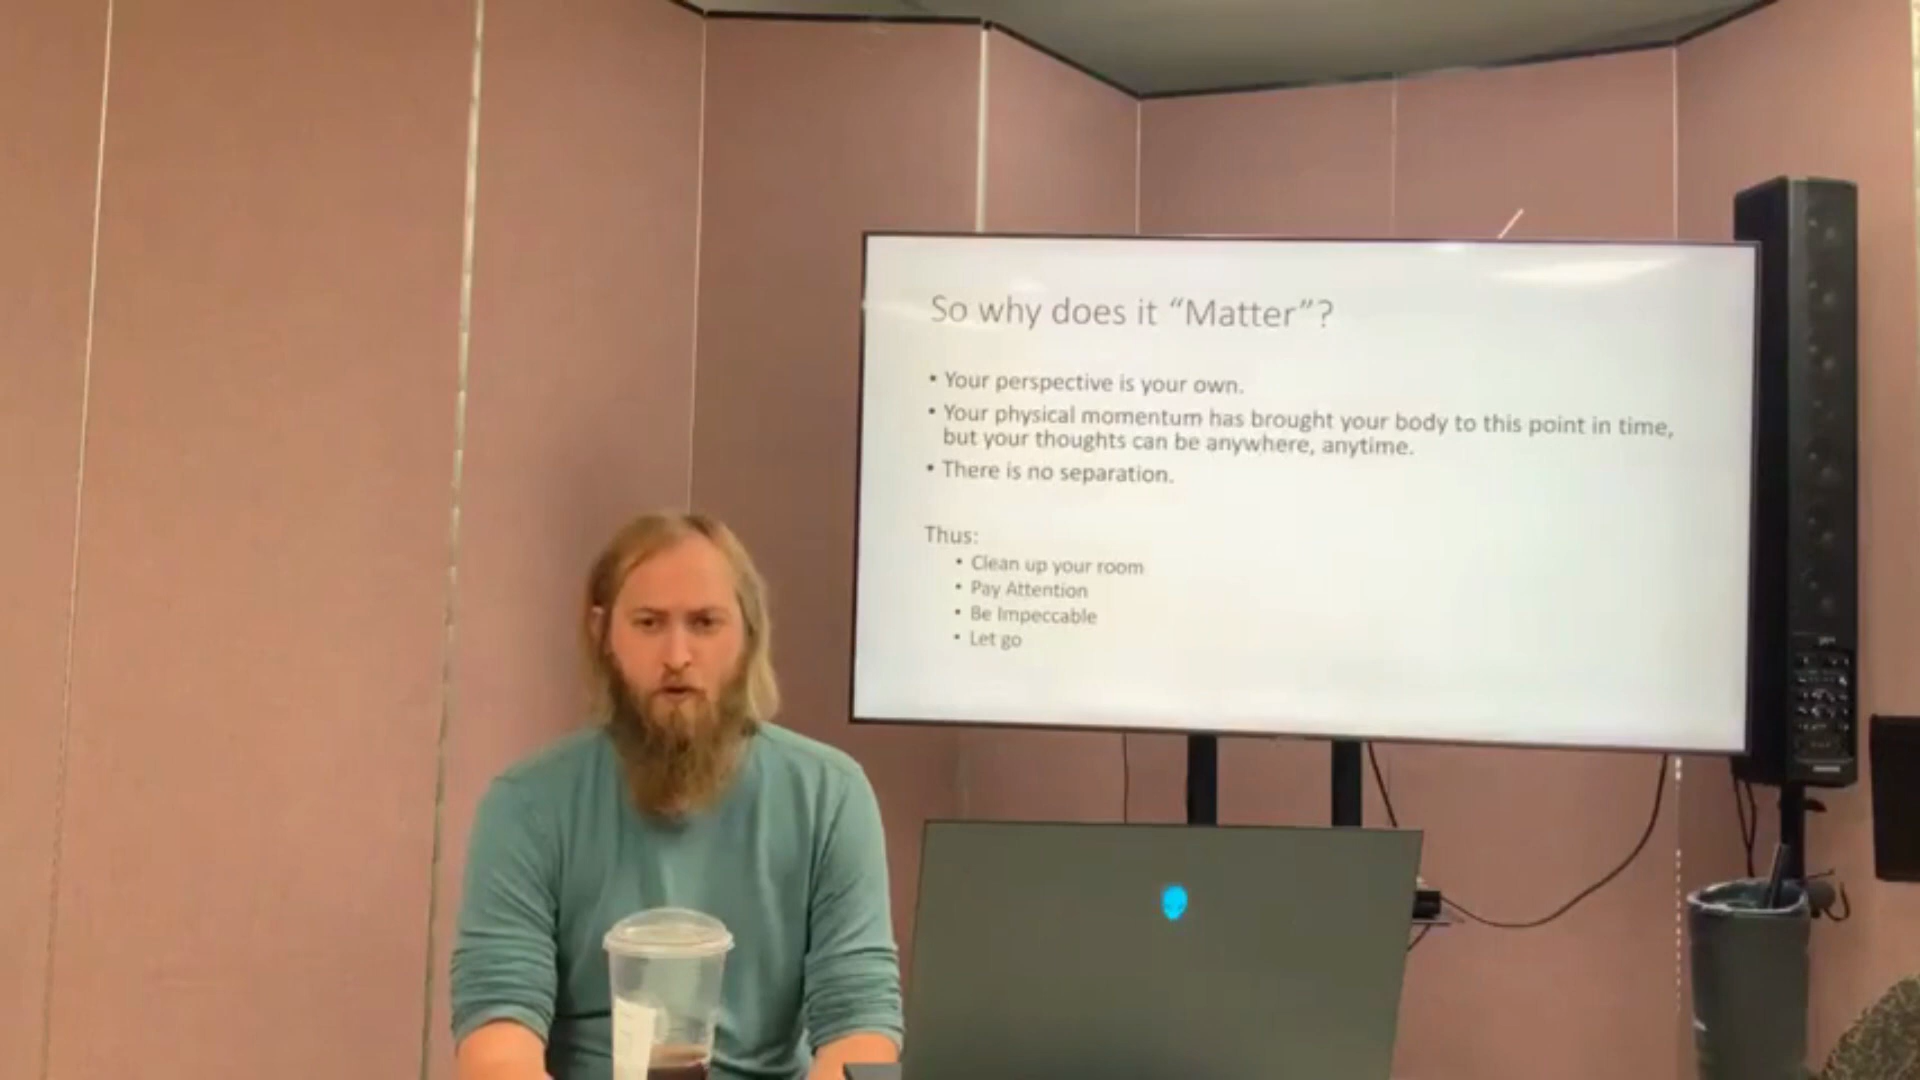 So why does it “Matter”?
• Your perspective is your own.
• Your physical momentum has brought your body to this point in time,
but your thoughts can be anywhere, anytime.
• There is no separation.
Thus:
• Clean up your room
• Pay Attention
• Be Impeccable
• Let go